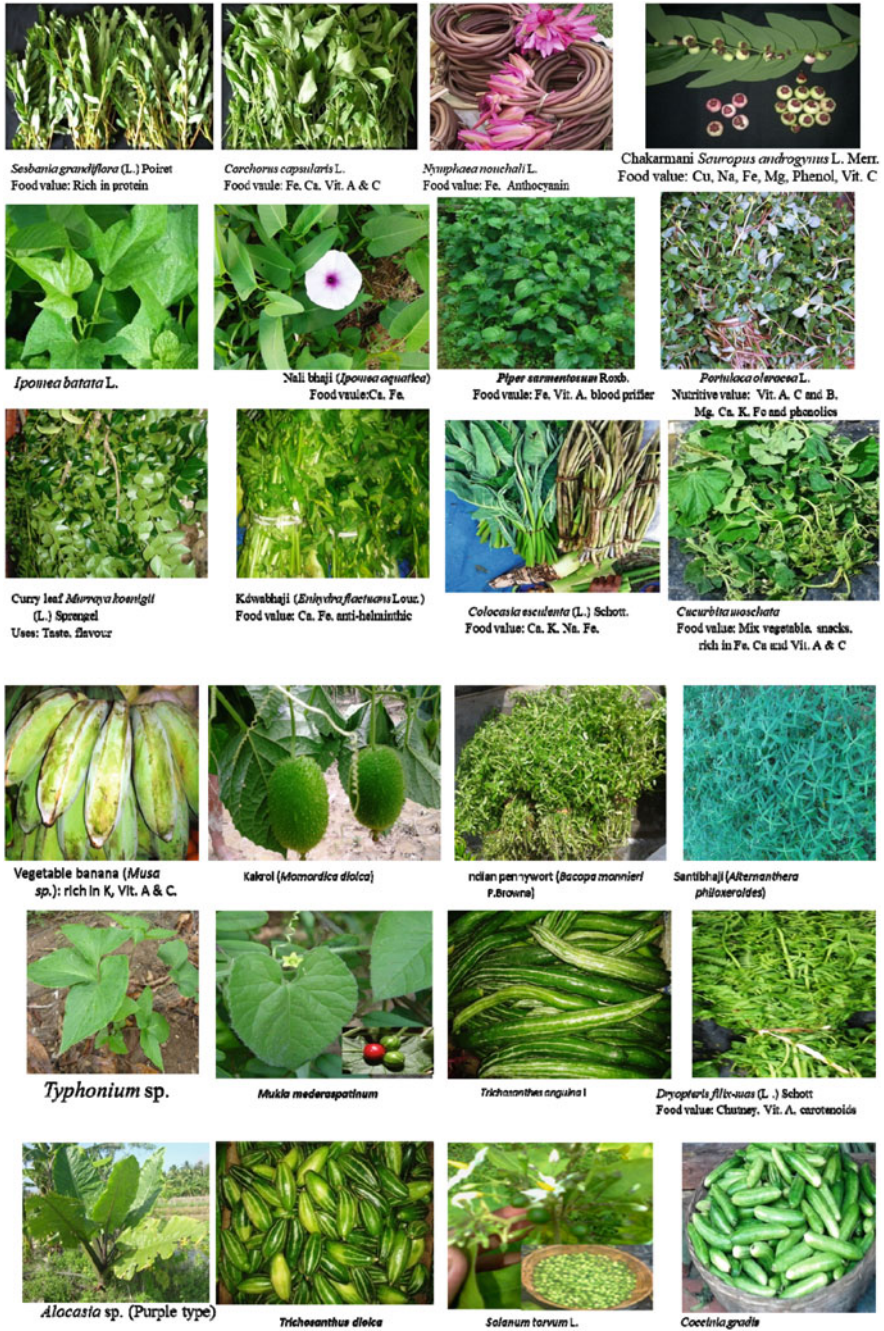 Sesbania grandiflora (L.) Poiret
Food value: Rich in protein
Corchorus capsularis L.
Food vaule: Fe, Ca, Vit. A & C
Nymphaea nouchali L.
Food value: Fe, Anthocyanin
Chakarmani Sauropus androgynus L. Merr.
Food value: Cu, Na, Fe, Mg, Phenol, Vit. C
Ipomea batata L.
Nali bhaji (Ipomea aquatica)
Food vaule:Ca, Fe,
Piper sarmentosum Roxb.
Food vaule: Fe, Vit. A, blood prifier
Portulaca oleracea L.
Nutritive value: Vit. A, C and B,
Mg, Ca, K, Fe and phenolics
Curry leaf Murraya koenigii
(L.) Sprengel
Uses: Taste, flavour
Kawabhaji (Enhydra flactuans Lour.)
Food value: Ca, Fe, anti-helminthic
Colocasia esculenta (L.) Schott.
Food value: Ca, K, Na, Fe,
Cucurbita moschata
Food value: Mix vegetable, snacks,
rich in Fe, Ca and Vit. A & C
Vegetable banana (Musa
sp.): rich in K, Vit. A & C.
Kakrol (Momordica dioica)
ndian pennywort (Bacopa monnieri
P.Browne)
Santibhaji (Alternanthera
philoxeroides)
Typhonium sp.
Mukia mederaspatinum
Trichosanthes anguina l
Dryopteris filix-mas (L .) Schott
Food value: Chutney, Vit. A, carotenoids
Alocasia sp. (Purple type)
Trichosanthus dioica
Solanum torvum L.
Coccinia gradis